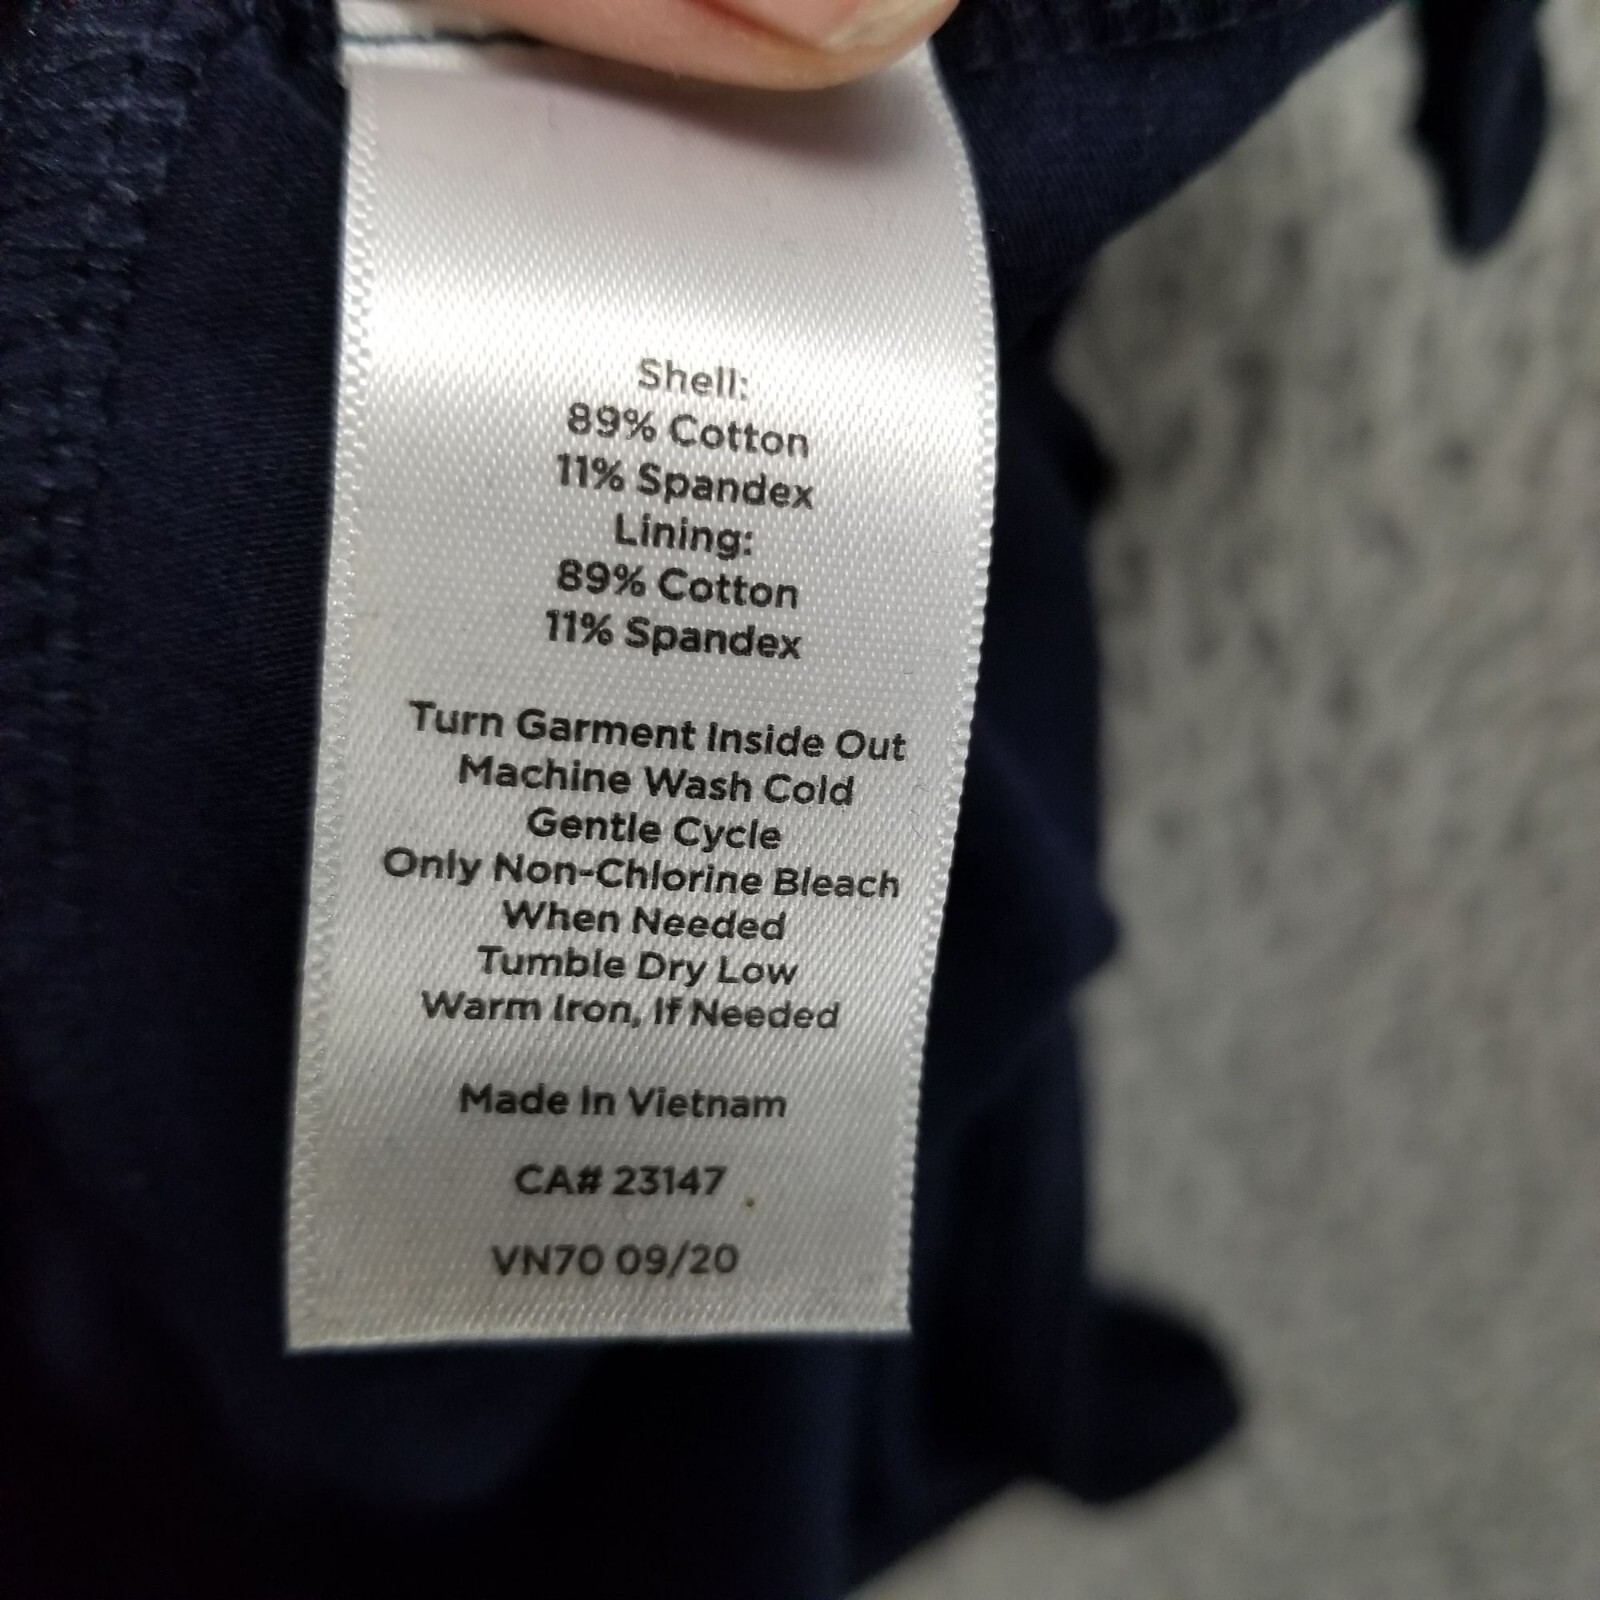 Shell:
89% Cotton
11% Spandex
Lining:
89% Cotton
11% Spandex
Turn Garment Inside Out
Machine Wash Cold
Gentle Cycle
Only Non-Chlorine Bleach
When Needed
Tumble Dry Low
Warm Iron, If Needed
Made In Vietnam
CA# 23147
VN70 09/20